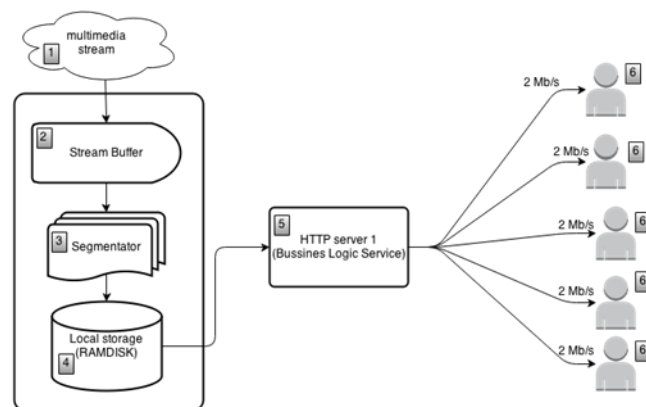 multimedia
stream
1
2
Stream Buffer
3
Segmentator
Local storage
(RAMDISK)
4
5
HTTP server 1
(Bussines Logic Service)
2 Mb/s
6
2 Mb/s
6
2 Mb/s
6
2 Mb/s
6
2 Mb/s
6